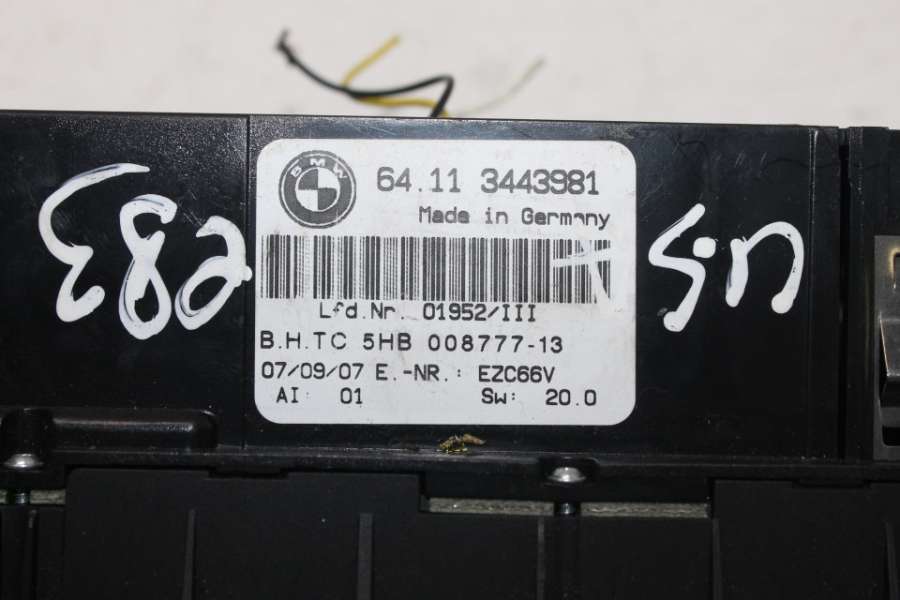 BMW
64.11 3443981
Made in Germany
Lfd.Nr. 01952/III
B.H.TC 5HB 008777-13
07/09/07 E.-NR.: EZC66V
AI: 01 Sw: 20.0